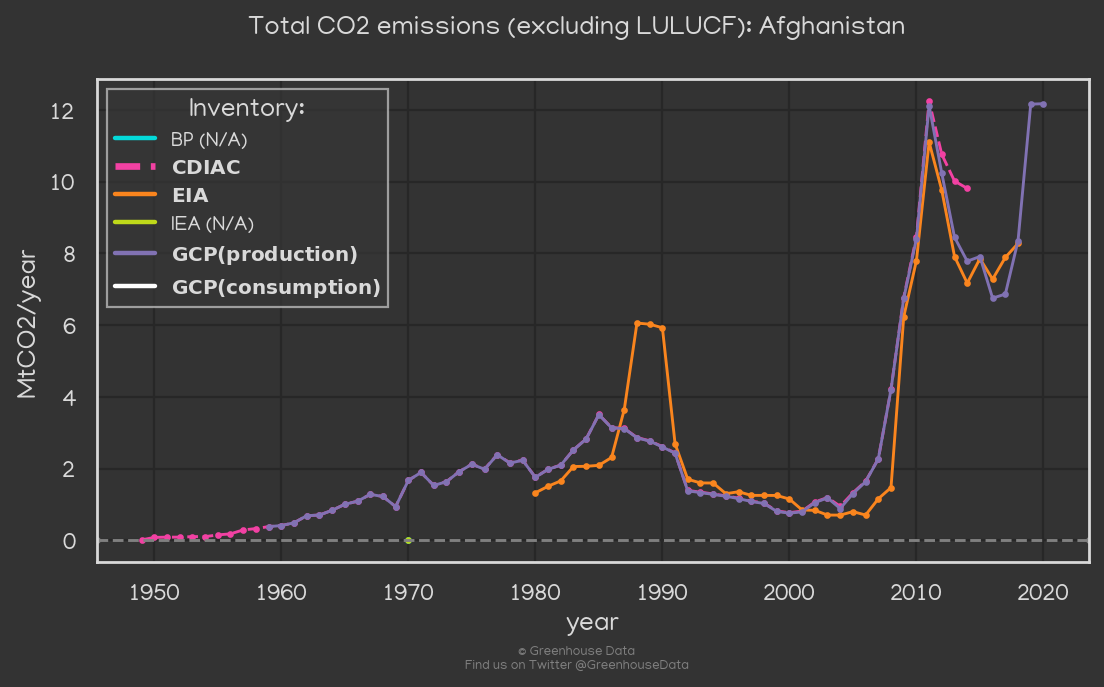 Total CO2 emissions (excluding LULUCF): Afghanistan
Inventory:
BP (N/A)
CDIAC
EIA
IEA (N/A)
GCP(production)
GCP(consumption)
MtCO2/year
12
10
8
6
4
2
0
1950 1960 1970 1980 1990 2000 2010 2020
year
© Greenhouse Data
Find us on Twitter @GreenhouseData